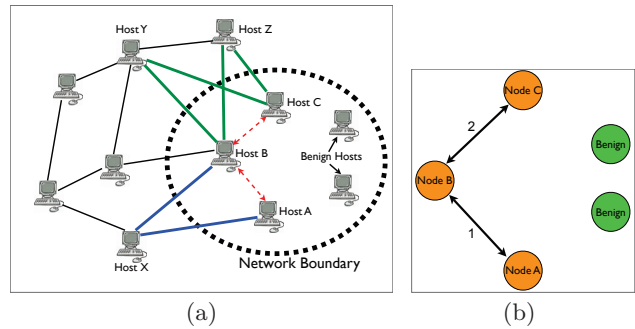 Host Y
Host Z
Host C
Host B
Benign Hosts
Host A
Host X
Network Boundary
(a)
Node C
2
Benign
Node B
Benign
1
Node A
(b)